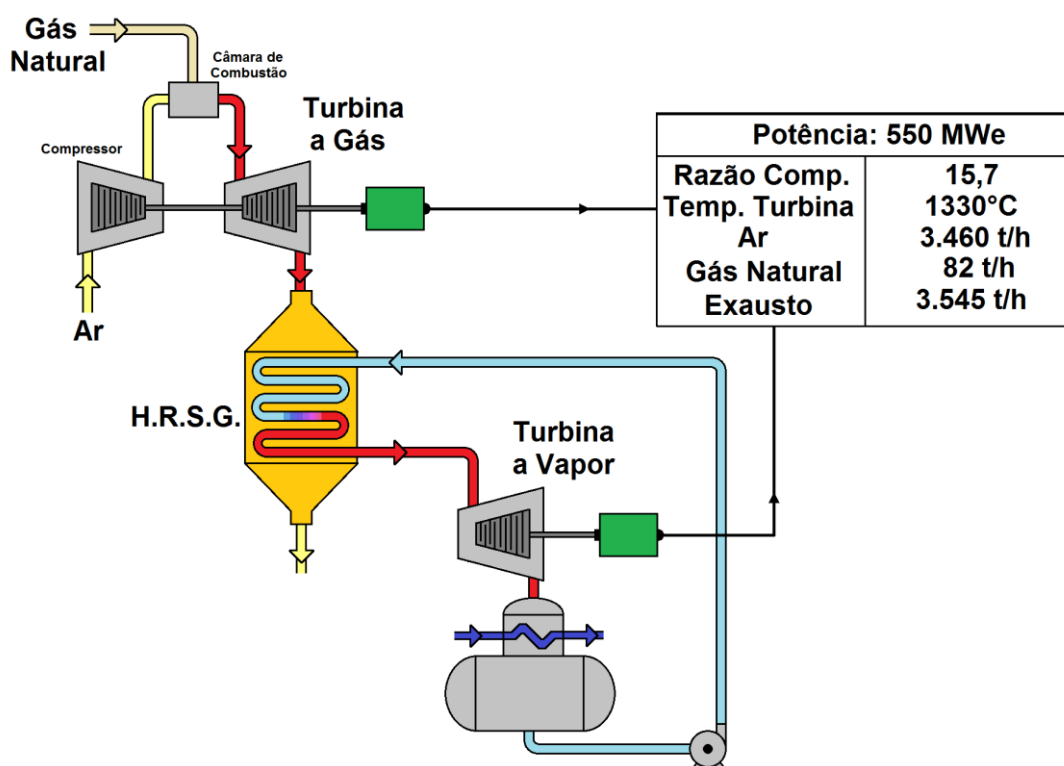 Gás
Natural
Câmara de
Combustão
Compressor
Turbina
a Gás
Ar
H.R.S.G.
Turbina
a Vapor
Potência: 550 MWe
Razão Comp. 15,7
Temp. Turbina 1330°C
Ar 3.460 t/h
Gás Natural 82 t/h
Exausto 3.545 t/h